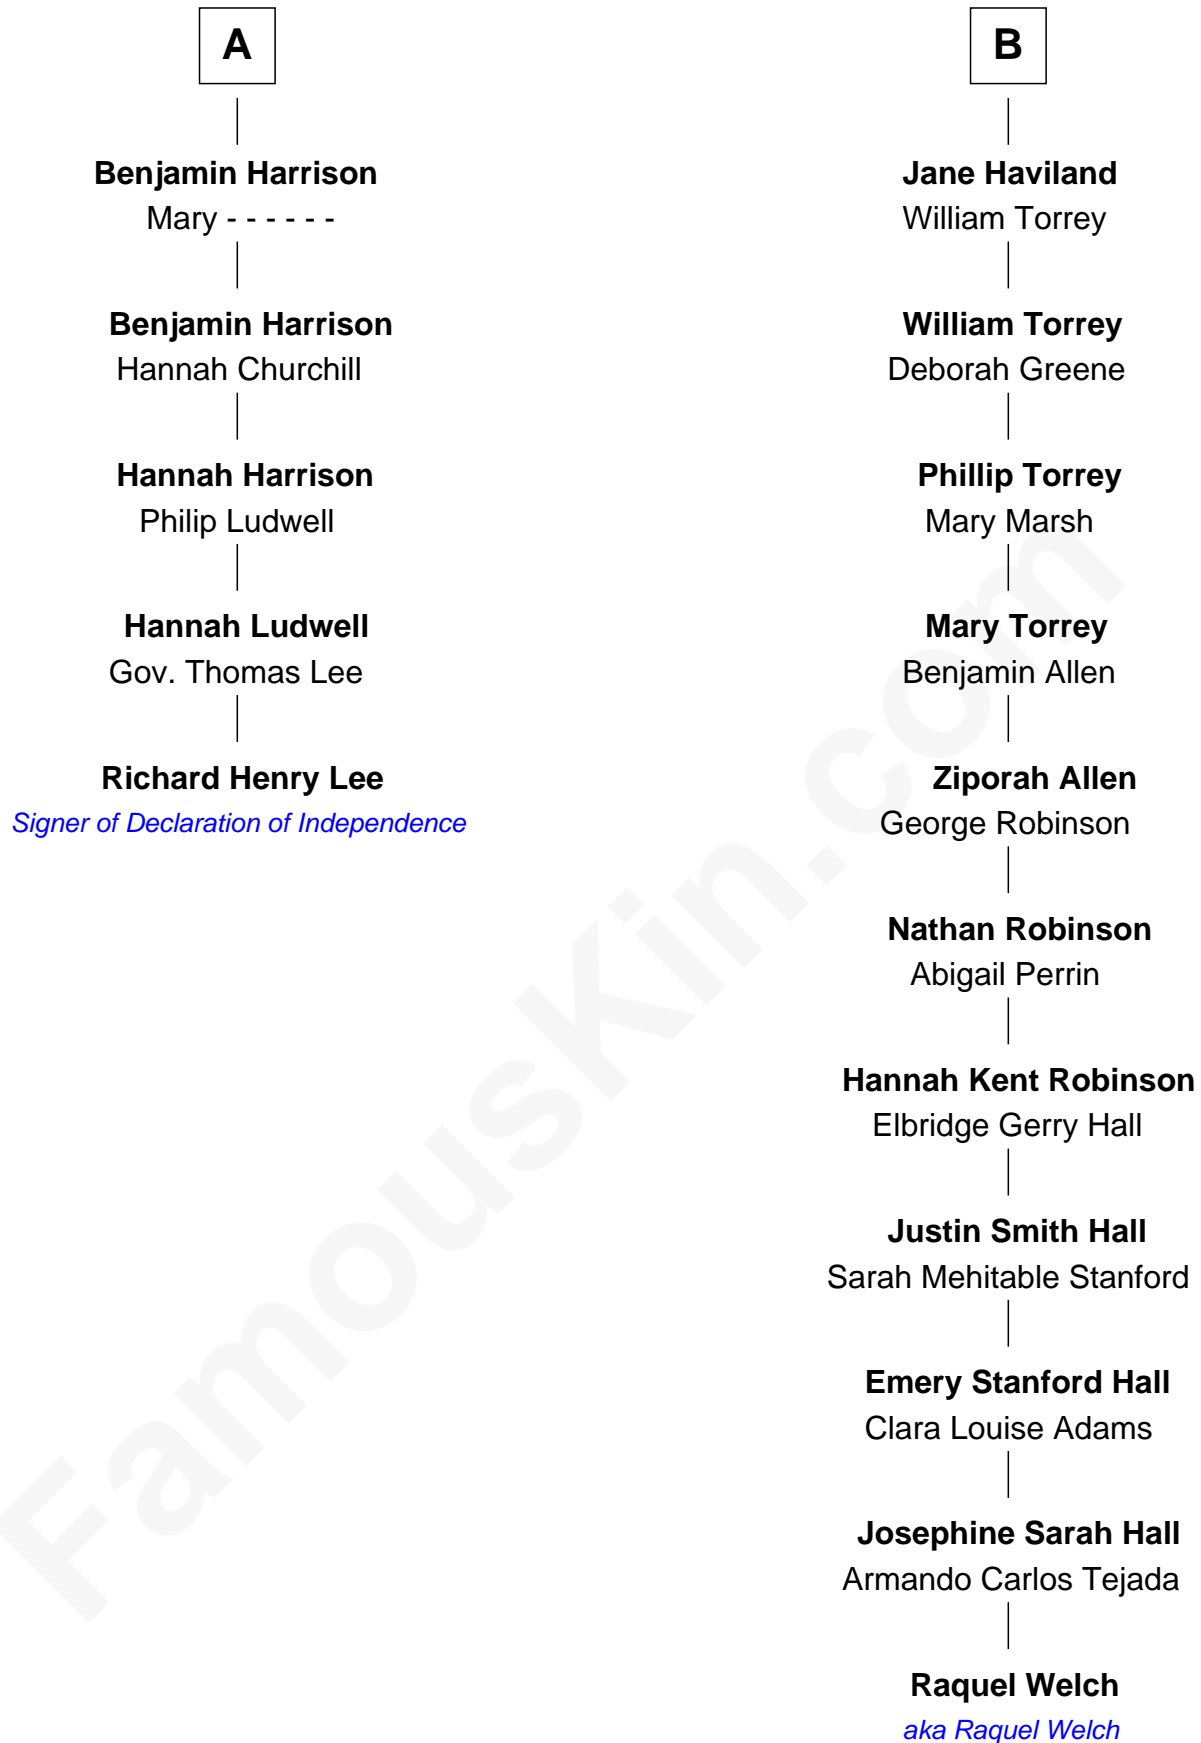 A
Benjamin Harrison
Mary - - - - - -
Benjamin Harrison
Hannah Churchill
Hannah Harrison
Philip Ludwell
Hannah Ludwell
Gov. Thomas Lee
Richard Henry Lee
Signer of Declaration of Independence
B
Jane Haviland
William Torrey
William Torrey
Deborah Greene
Phillip Torrey
Mary Marsh
Mary Torrey
Benjamin Allen
Ziporah Allen
George Robinson
Nathan Robinson
Abigail Perrin
Hannah Kent Robinson
Elbridge Gerry Hall
Justin Smith Hall
Sarah Mehitable Stanford
Emery Stanford Hall
Clara Louise Adams
Josephine Sarah Hall
Armando Carlos Tejada
Raquel Welch
aka Raquel Welch
FamousKin.com